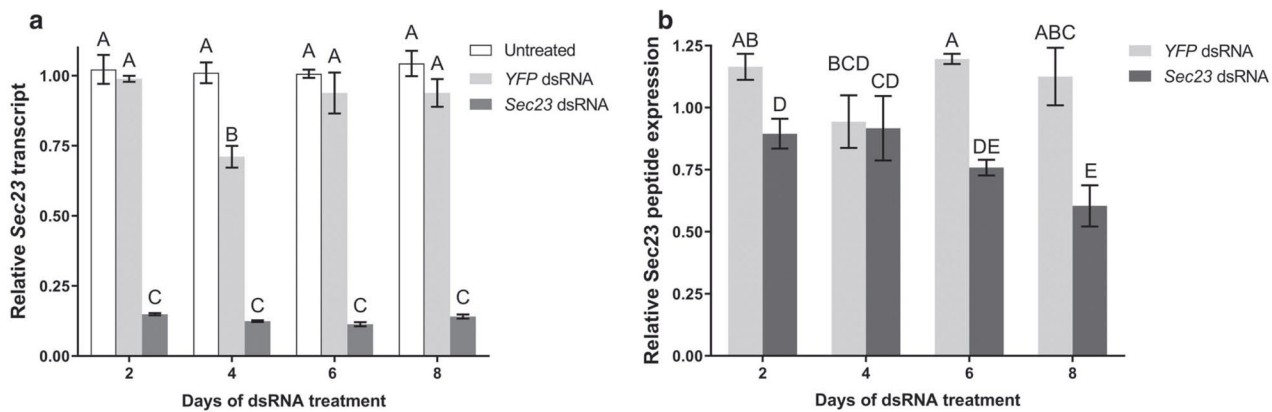 a
Relative Sec23 transcript
1.00
0.75
0.50
0.25
0.00
A A C
A B C
A A C
A A C
2 4 6 8
Days of dsRNA treatment
Untreated
YFP dsRNA
Sec23 dsRNA
b
Relative Sec23 peptide expression
1.25
1.00
0.75
0.50
0.25
0.00
AB D
BCD CD
A DE
ABC E
2 4 6 8
Days of dsRNA treatment
YFP dsRNA
Sec23 dsRNA